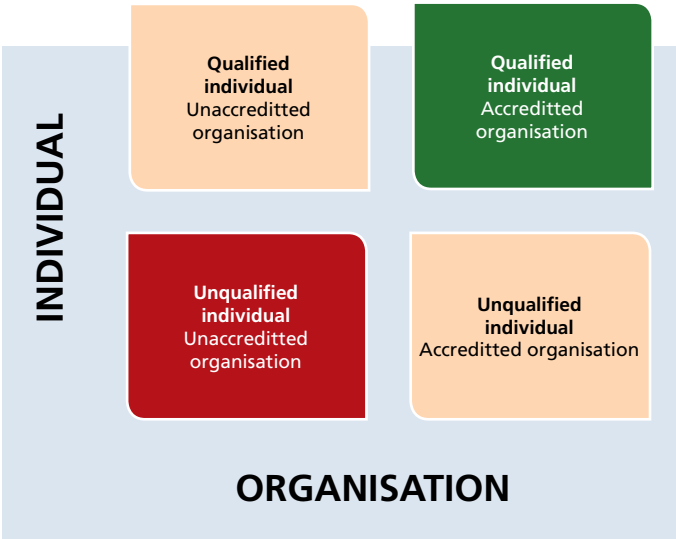 Qualified
individual
Unaccreditted
organisation
Qualified
individual
Accreditted
organisation
INDIVIDUAL
Unqualified
individual
Unaccreditted
organisation
Unqualified
individual
Accreditted organisation
ORGANISATION